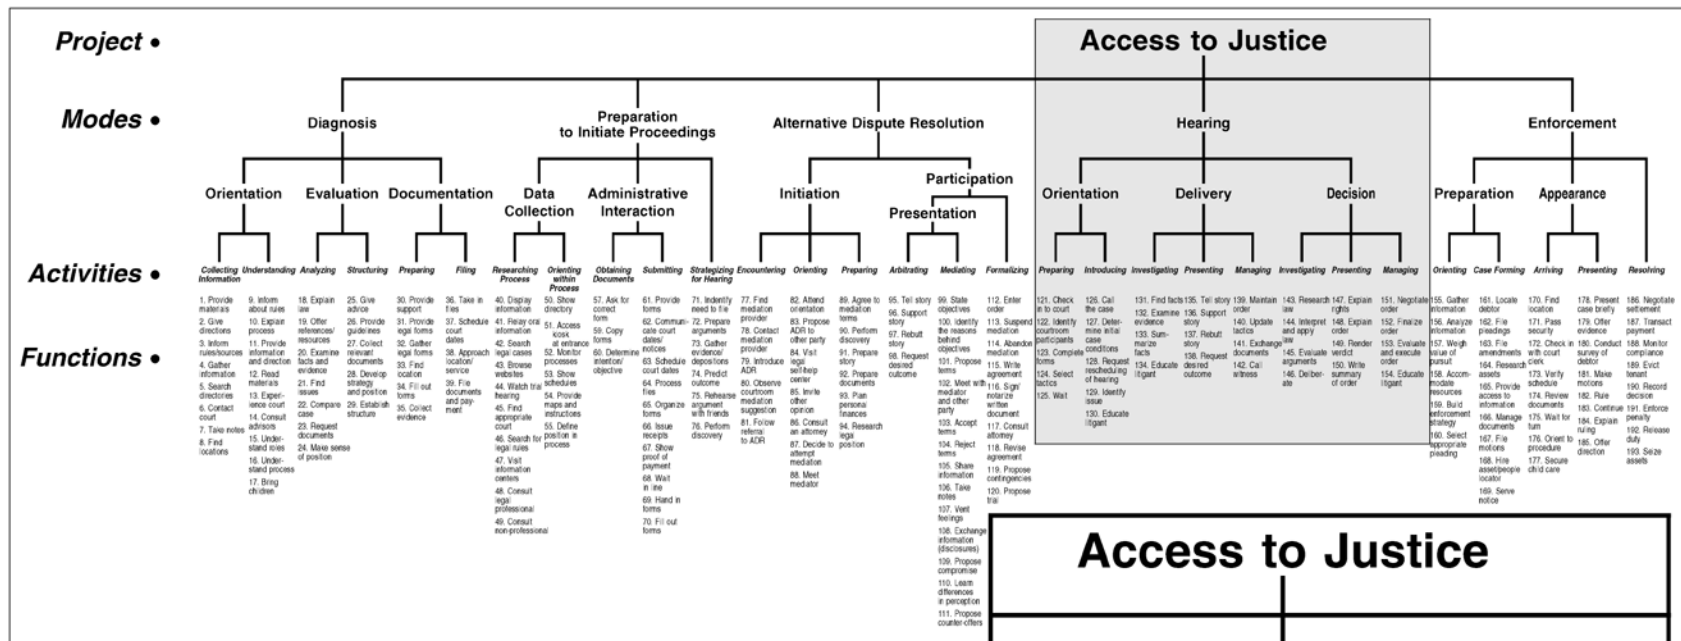 Project •
Access to Justice
Modes •
Diagnosis
Preparation
to Initiate Proceedings
Alternative Dispute Resolution
Hearing
Enforcement
Orientation
Evaluation
Documentation
Data
Collection
Administrative
Interaction
Initiation
Participation
Presentation
Orientation
Delivery
Decision
Preparation
Appearance
Activities •
Collecting
Information
Understanding
Analyzing
Structuring
Preparing
Filing
Researching
Process
Orienting
within
Process
Obtaining
Documents
Submitting
Strategizing
for Hearing
Encountering
Orienting
Preparing
Arbitrating
Mediating
Formalizing
Preparing
Introducing
Investigating
Presenting
Managing
Investigating
Presenting
Managing
Orienting
Case Forming
Arriving
Presenting
Resolving
Functions •
1. Provide
materials
2. Give
directions
3. Inform
rules/sources
4. Gather
information
5. Search
directories
6. Contact
court
7. Take notes
8. Find
locations
9. Inform
about rules
10. Explain
process
11. Provide
information
and direction
12. Read
materials
13. Experi-
ence court
14. Consult
advisors
15. Under-
stand roles
16. Under-
stand process
17. Bring
children
18. Explain
law
19. Offer
references/
resources
20. Examine
facts and
evidence
21. Find
issues
22. Compare
case
23. Request
documents
24. Make sense
of position
25. Give
advice
26. Provide
guidelines
27. Collect
relevant
documents
28. Develop
strategy
and position
29. Establish
structure
30. Provide
support
31. Provide
legal forms
32. Gather
legal forms
33. Find
location
34. Fill out
forms
35. Collect
evidence
36. Take in
files
37. Schedule
court
dates
38. Approach
location/
service
39. File
documents
and pay-
ment
40. Display
information
41. Relay oral
information
42. Search
legal cases
43. Browse
websites
44. Watch trial
hearing
45. Find
appropriate
court
46. Search for
legal rules
47. Visit
information
centers
48. Consult
legal
professional
49. Consult
non-professional
50. Show
directory
51. Access
kiosk
at entrance
52. Monitor
processes
53. Show
schedules
54. Provide
maps and
instructions
55. Define
position in
process
57. Ask for
correct
form
59. Copy
forms
60. Determine
intention/
objective
61. Provide
forms
62. Communi-
cate court
dates/
notices
63. Schedule
court dates
64. Process
files
65. Organize
forms
66. Issue
receipts
67. Show
proof of
payment
68. Wait
in line
69. Hand in
forms
70. Fill out
forms
71. Indentify
need to file
72. Prepare
arguments
73. Gather
evidence/
depositions
74. Predict
outcome
75. Rehearse
argument
with friends
76. Perform
discovery
77. Find
mediation
provider
78. Contact
mediation
provider
79. Introduce
ADR
80. Observe
courtroom
mediation
suggestion
81. Follow
referral
to ADR
82. Attend
orientation
83. Propose
ADR to
other party
84. Visit
legal
self-help
center
85. Invite
other
opinion
86. Consult
an attorney
87. Decide to
attempt
mediation
88. Meet
mediator
89. Agree to
mediation
terms
90. Perform
discovery
91. Prepare
story
92. Prepare
documents
93. Plan
personal
finances
94. Research
legal
position
95. Tell story
96. Support
story
97. Rebutt
story
98. Request
desired
outcome
99. State
objectives
100. Identify
the reasons
behind
objectives
101. Propose
terms
102. Meet with
mediator and
other party
103. Accept
terms
104. Reject
terms
105. Share
information
106. Take
notes
107. Vent
feelings
108. Exchange
information
(disclosures)
109. Propose
compromise
110. Learn
differences
in perception
111. Propose
counter-offers
112. Enter
order
113. Suspend
mediation
114. Abandon
mediation
115. Write
agreement
116. Sign/
notarize
written
document
117. Consult
attorney
118. Revise
agreement
119. Propose
contingencies
120. Propose
trial
121. Check
in to court
122. Identify
courtroom
participants
123. Complete
forms
124. Select
tactics
125. Wait
126. Call
the case
127. Deter-
mine initial
case
conditions
128. Request
rescheduling
of hearing
129. Identify
issue
130. Educate
litigant
131. Find facts
132. Examine
evidence
133. Sum-
marize
facts
134. Educate
litigant
135. Tell story
136. Support
story
137. Rebutt
story
138. Request
desired
outcome
139. Maintain
order
140. Update
tactics
141. Exchange
documents
142. Call
witness
143. Research
law
144. Interpret
and apply
law
145. Evaluate
arguments
146. Deliber-
ate
147. Explain
rights
148. Explain
order
149. Render
verdict
150. Write
summary
of order
151. Negotiate
order
152. Finalize
order
153. Evaluate
and execute
order
154. Educate
litigant
155. Gather
information
156. Analyze
information
157. Weigh
value of
pursuit
158. Accom-
modate
resources
159. Build
enforcement
strategy
160. Select
appropriate
pleading
161. Locate
debtor
162. File
pleadings
163. File
amendments
164. Research
assets
165. Provide
access to
information
166. Manage
documents
167. File
motions
168. Hire
asset/people
locator
169. Serve
notice
170. Find
location
171. Pass
security
172. Check in
with court
clerk
173. Verify
schedule
174. Review
documents
175. Wait for
turn
176. Orient to
procedure
177. Secure
child care
178. Present
case briefly
179. Offer
evidence
180. Conduct
survey of
debtor
181. Make
motions
182. Rule
183. Continue
184. Explain
ruling
185. Offer
direction
186. Negotiate
settlement
187. Transact
payment
188. Monitor
compliance
189. Evict
tenant
190. Record
decision
191. Enforce
penalty
192. Release
duty
193. Seize
assets
Access to Justice